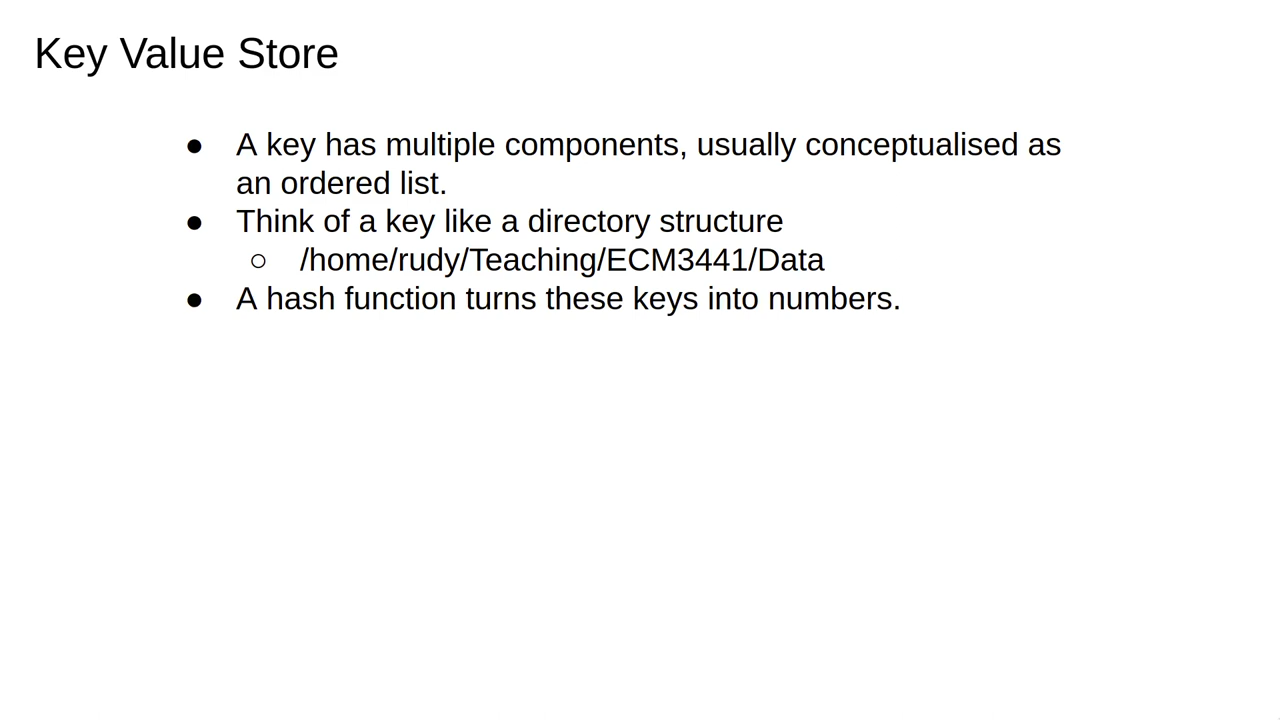 Key Value Store
● A key has multiple components, usually conceptualised as
an ordered list.
● Think of a key like a directory structure
○ /home/rudy/Teaching/ECM3441/Data
● A hash function turns these keys into numbers.